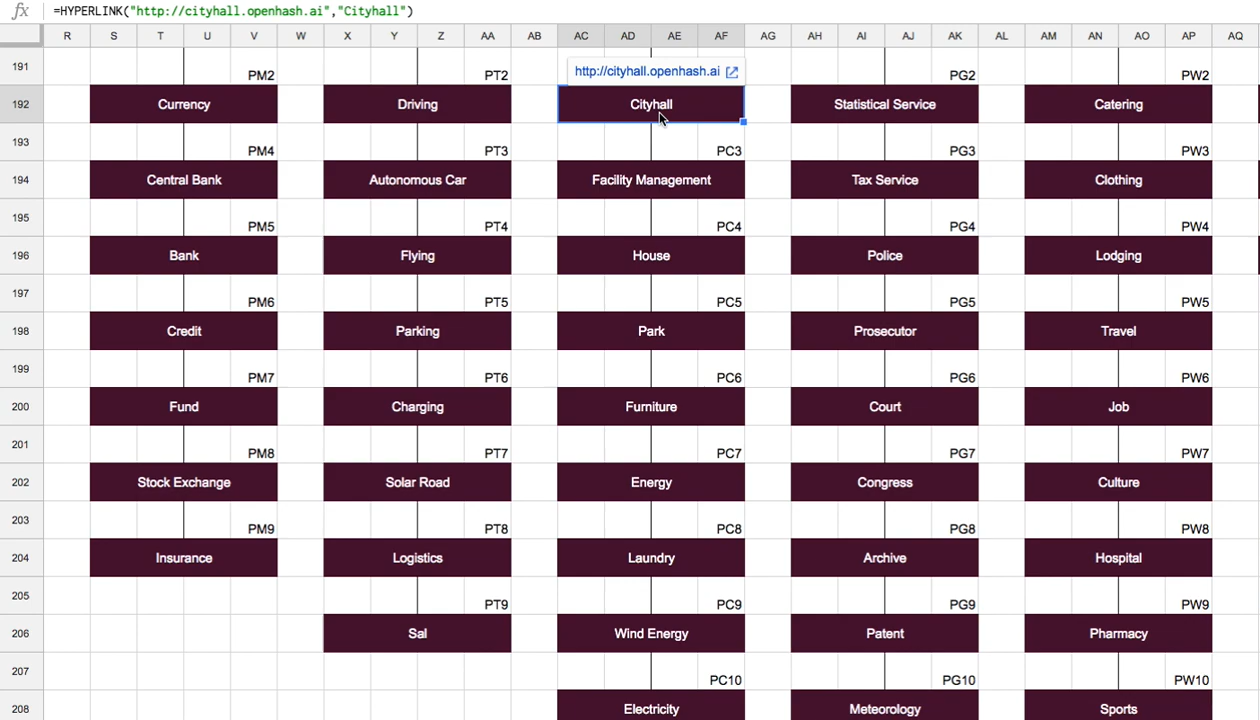 fx =HYPERLINK("http://cityhall.openhash.ai","Cityhall")
R S T U V W X Y Z AA AB AC AD AE AF AG AH AI AJ AK AL AM AN AO AP AQ
191 PM2 PT2 http://cityhall.openhash.ai PG2 PW2
192 Currency Driving Cityhall Statistical Service Catering
193 PM4 PT3 PC3 PG3 PW3
194 Central Bank Autonomous Car Facility Management Tax Service Clothing
195 PM5 PT4 PC4 PG4 PW4
196 Bank Flying House Police Lodging
197 PM6 PT5 PC5 PG5 PW5
198 Credit Parking Park Prosecutor Travel
199 PM7 PT6 PC6 PG6 PW6
200 Fund Charging Furniture Court Job
201 PM8 PT7 PC7 PG7 PW7
202 Stock Exchange Solar Road Energy Congress Culture
203 PM9 PT8 PC8 PG8 PW8
204 Insurance Logistics Laundry Archive Hospital
205 PT9 PC9 PG9 PW9
206 Sal Wind Energy Patent Pharmacy
207 PC10 PG10 PW10
208 Electricity Meteorology Sports